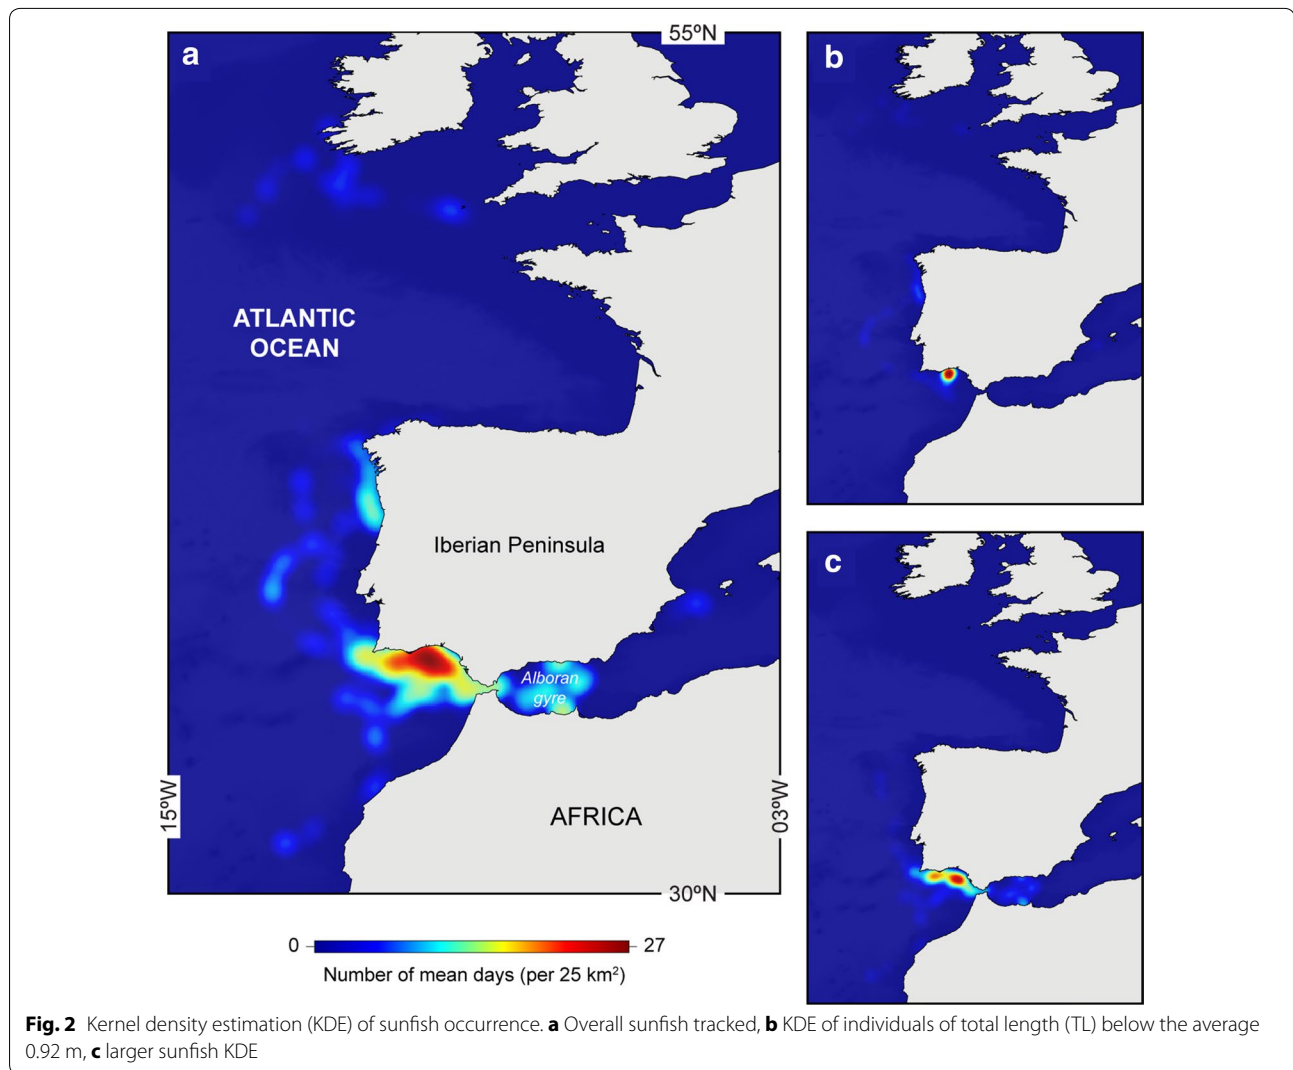 a
55ºN
b
ATLANTIC
OCEAN
Iberian Peninsula
c
Alboran
gyre
15ºW
AFRICA
03ºW
30ºN
0
27
Number of mean days (per 25 km²)
Fig. 2 Kernel density estimation (KDE) of sunfish occurrence. a Overall sunfish tracked, b KDE of individuals of total length (TL) below the average
0.92 m, c larger sunfish KDE